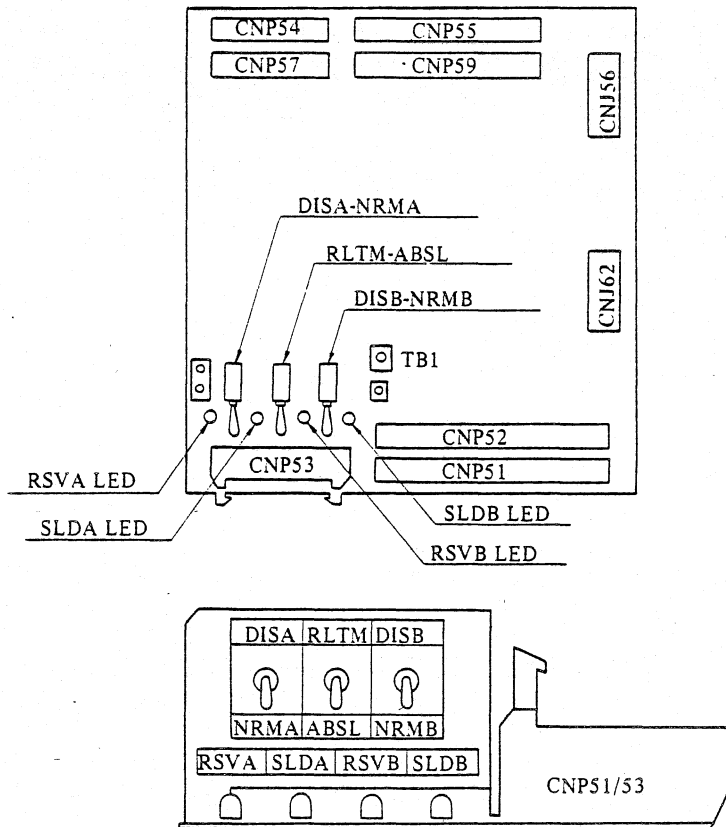 CNP54 CNP55
CNP57 CNP59
CNJ56
DISA-NRMA
RLTM-ABSL
CNJ62
DISB-NRMB
TB1
CNP52
CNP53 CNP51
RSVA LED
SLDB LED
SLDA LED
RSVB LED
DISA RLTM DISB
NRMA ABSL NRMB
RSVA SLDA RSVB SLDB
CNP51/53